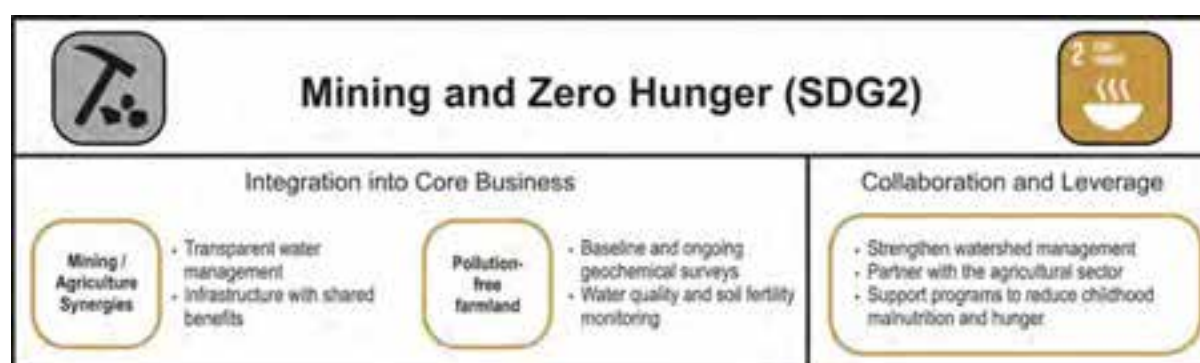 2
Mining and Zero Hunger (SDG2)
Integration into Core Business
Mining /
Agriculture
Synergies
• Transparent water
management
• Infrastructure with shared
benefits
Pollution-
free
farmland
• Baseline and ongoing
geochemical surveys
• Water quality and soil fertility
monitoring
Collaboration and Leverage
• Strengthen watershed management
• Partner with the agricultural sector
• Support programs to reduce childhood
malnutrition and hunger